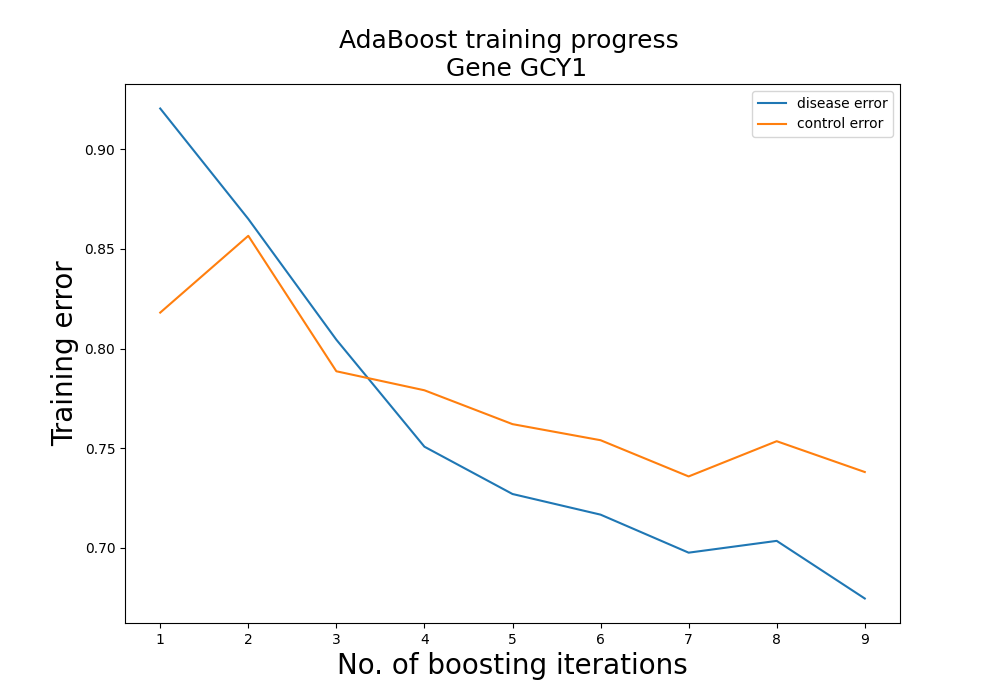 AdaBoost training progress
Gene GCY1
disease error
control error
0.90
0.85
0.80
0.75
0.70
Training error
1 2 3 4 5 6 7 8 9
No. of boosting iterations